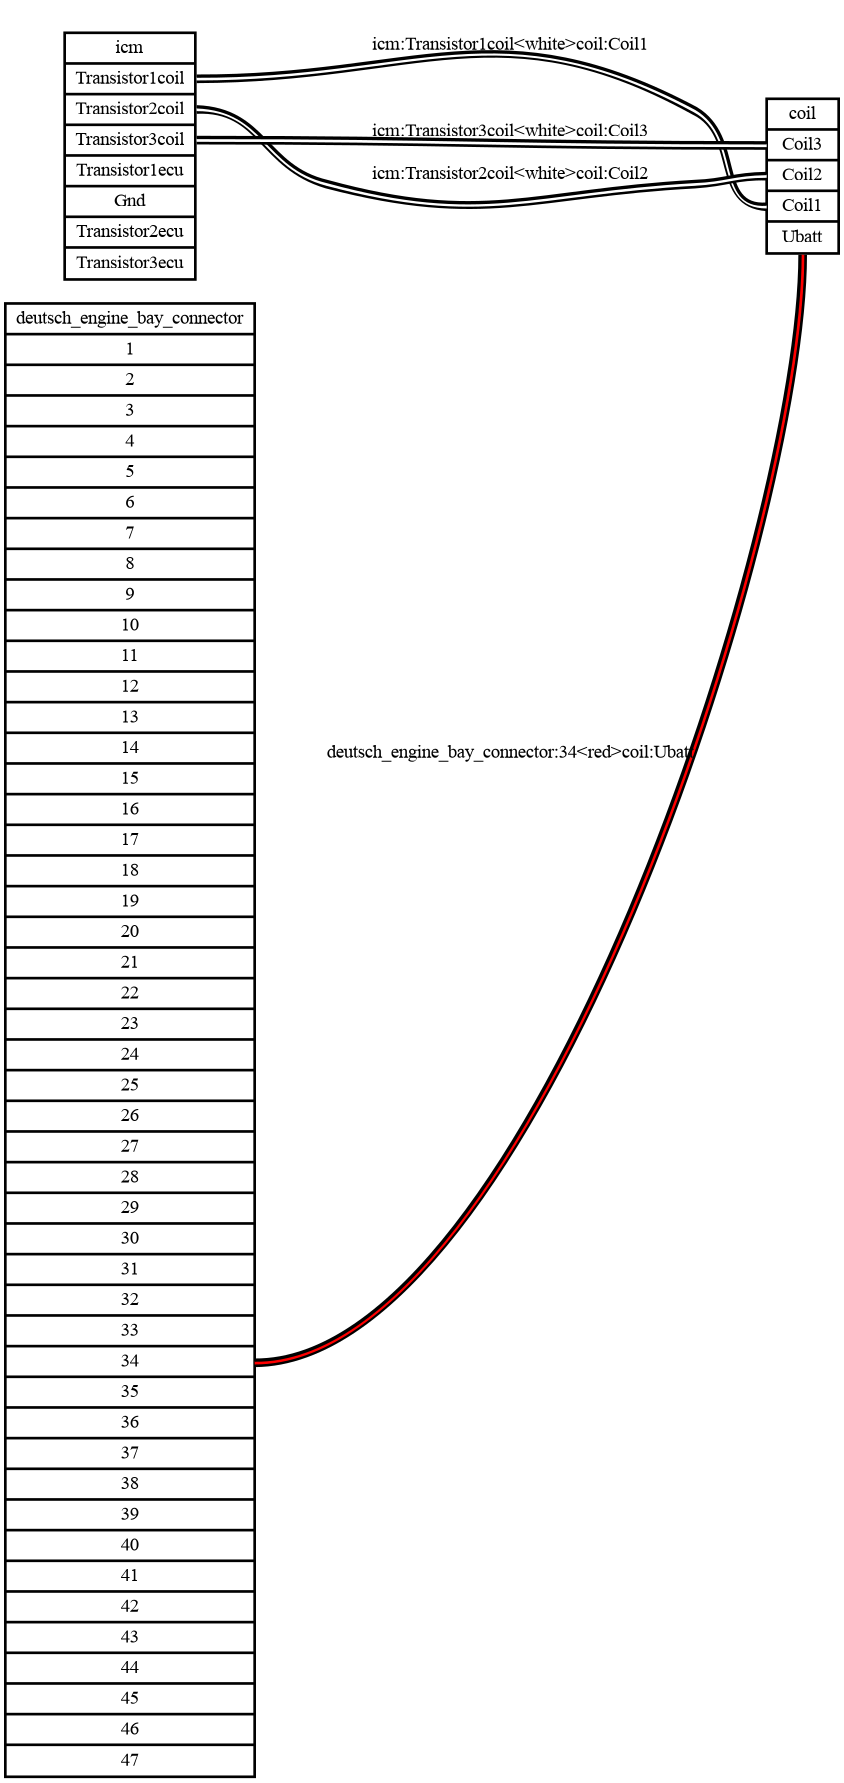 icm
Transistor1coil
Transistor2coil
Transistor3coil
Transistor1ecu
Gnd
Transistor2ecu
Transistor3ecu
icm:Transistor1coil<white>coil:Coil1
icm:Transistor3coil<white>coil:Coil3
icm:Transistor2coil<white>coil:Coil2
coil
Coil3
Coil2
Coil1
Ubatt
deutsch_engine_bay_connector
1
2
3
4
5
6
7
8
9
10
11
12
13
14
15
16
17
18
19
20
21
22
23
24
25
26
27
28
29
30
31
32
33
34
35
36
37
38
39
40
41
42
43
44
45
46
47
deutsch_engine_bay_connector:34<red>coil:Ubatt